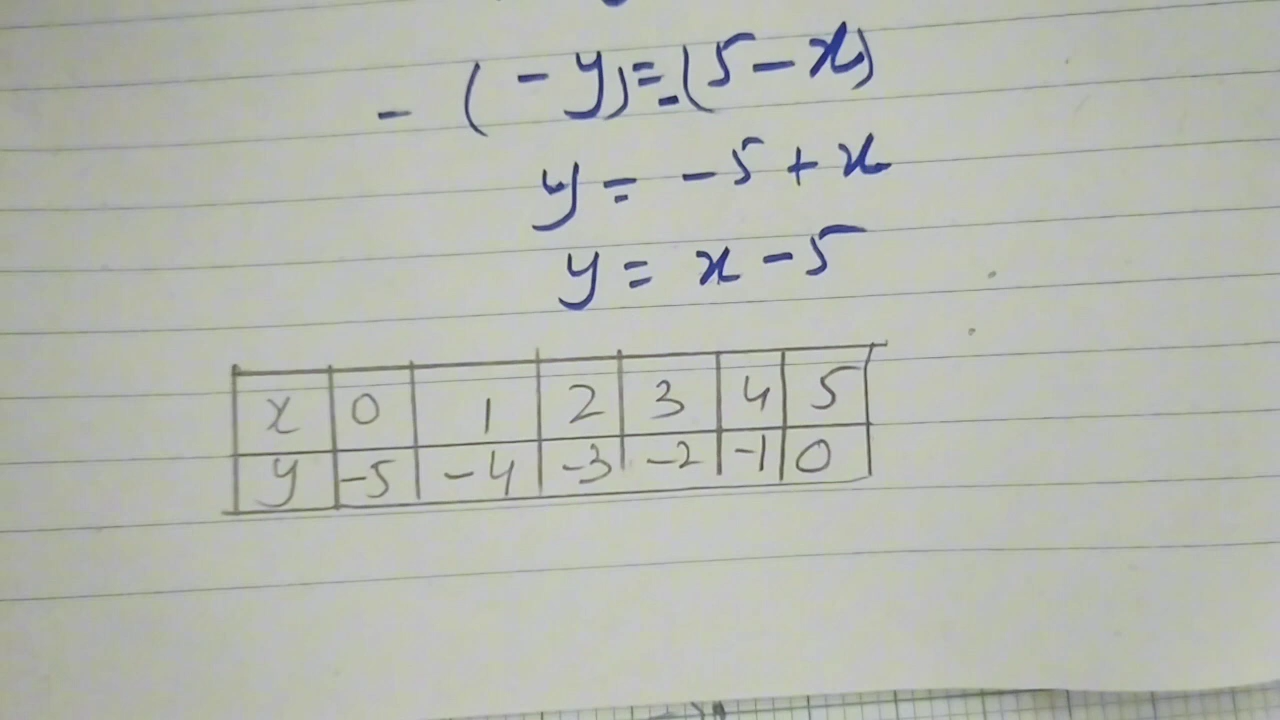 - (-y) = -(5-x)
y = -5 + x
y = x - 5
x 0 1 2 3 4 5
y -5 -4 -3 -2 -1 0